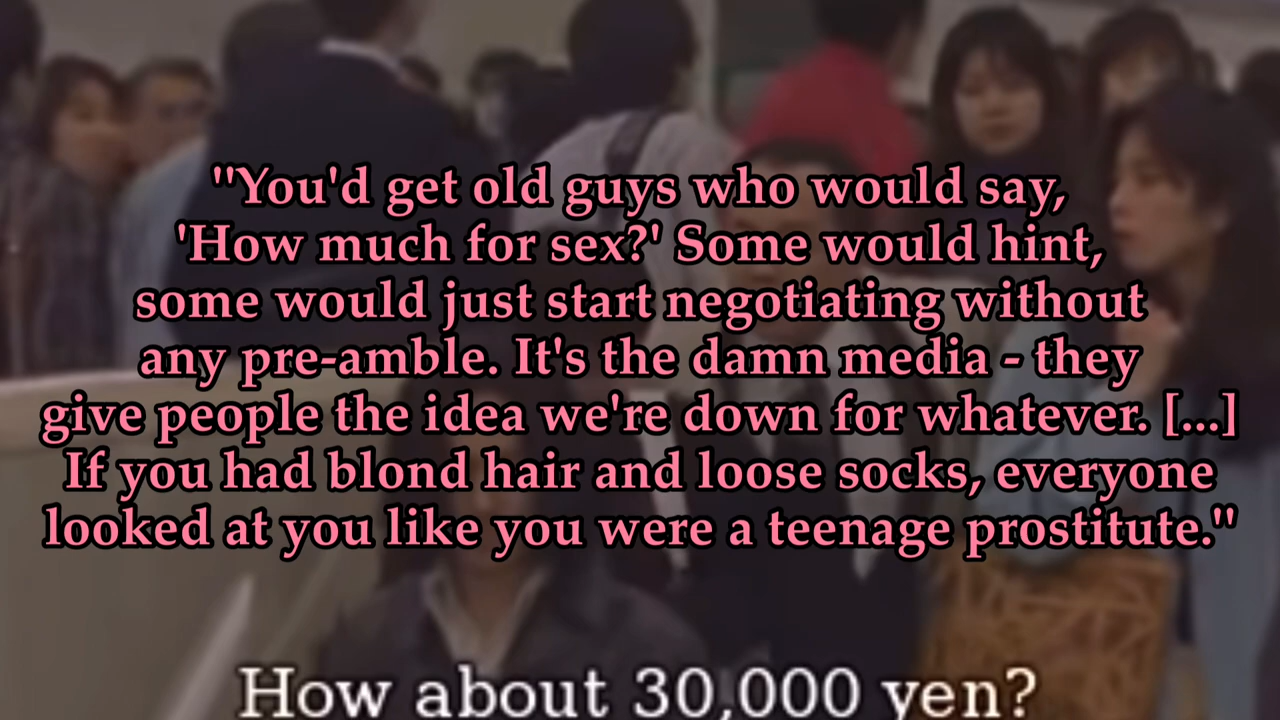 "You'd get old guys who would say,
'How much for sex?' Some would hint,
some would just start negotiating without
any pre-amble. It's the damn media - they
give people the idea we're down for whatever. [...]
If you had blond hair and loose socks, everyone
looked at you like you were a teenage prostitute."
How about 30,000 yen?